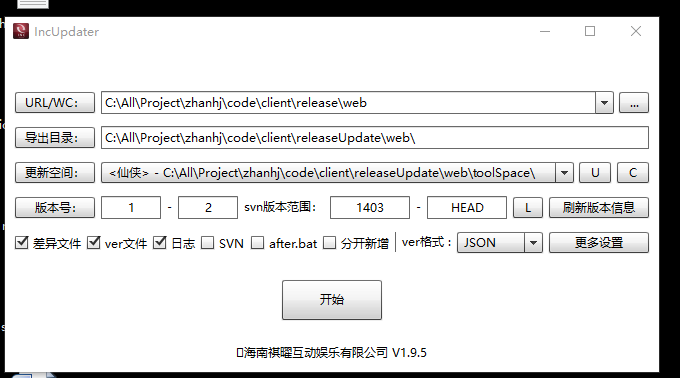 IncUpdater
URL/WC: C:\All\Project\zhanhj\code\client\release\web ...
导出目录: C:\All\Project\zhanhj\code\client\releaseUpdate\web\
更新空间: <仙侠> - C:\All\Project\zhanhj\code\client\releaseUpdate\web\toolSpace\ U C
版本号: 1 - 2 svn版本范围: 1403 - HEAD L 刷新版本信息
差异文件 ver文件 日志 SVN after.bat 分开新增 ver格式: JSON 更多设置
开始
海南祺曜互动娱乐有限公司 V1.9.5